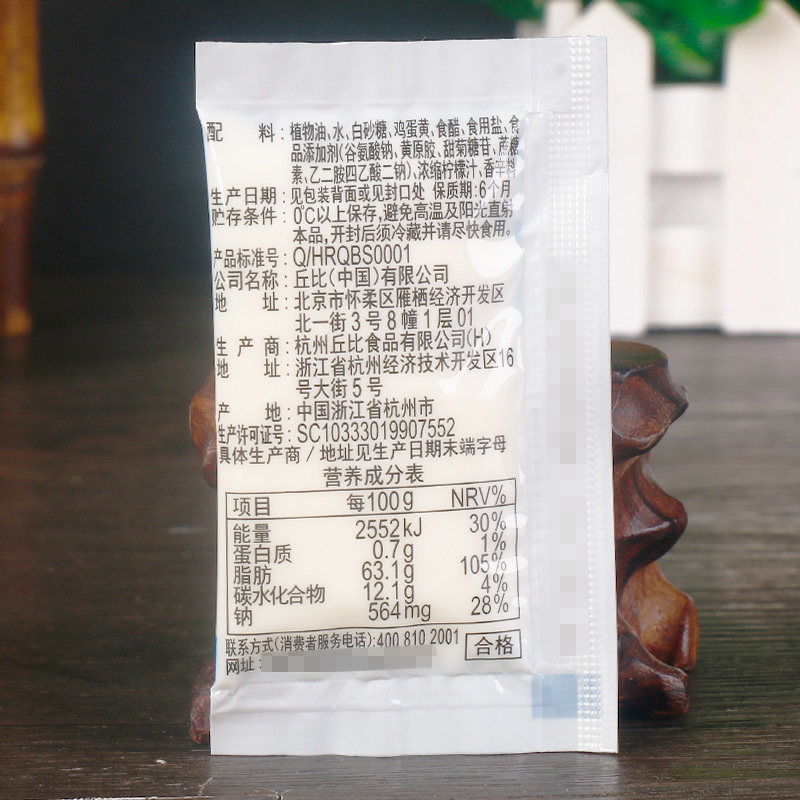 配 料:植物油、水、白砂糖、鸡蛋黄、食醋、食用盐、食
品添加剂(谷氨酸钠、黄原胶、甜菊糖苷、蔗糖
素、乙二胺四乙酸二钠)、浓缩柠檬汁、香辛料
生产日期:见包装背面或见封口处 保质期:6个月
贮存条件:0℃以上保存,避免高温及阳光直射
本品,开封后须冷藏并请尽快食用。
产品标准号:Q/HRQBS0001
公司名称:丘比(中国)有限公司
地 址:北京市怀柔区雁栖经济开发区
北一街3号8幢1层01
生 产 商:杭州丘比食品有限公司(H)
地 址:浙江省杭州经济技术开发区16
号大街5号
产 地:中国浙江省杭州市
生产许可证号:SC10333019907552
具体生产商/地址见生产日期末端字母
营养成分表
项目 每100g NRV%
能量 2552kJ 30%
蛋白质 0.7g 1%
脂肪 63.1g 105%
碳水化合物 12.1g 4%
钠 564mg 28%
联系方式(消费者服务电话):400 810 2001
网址:
合格